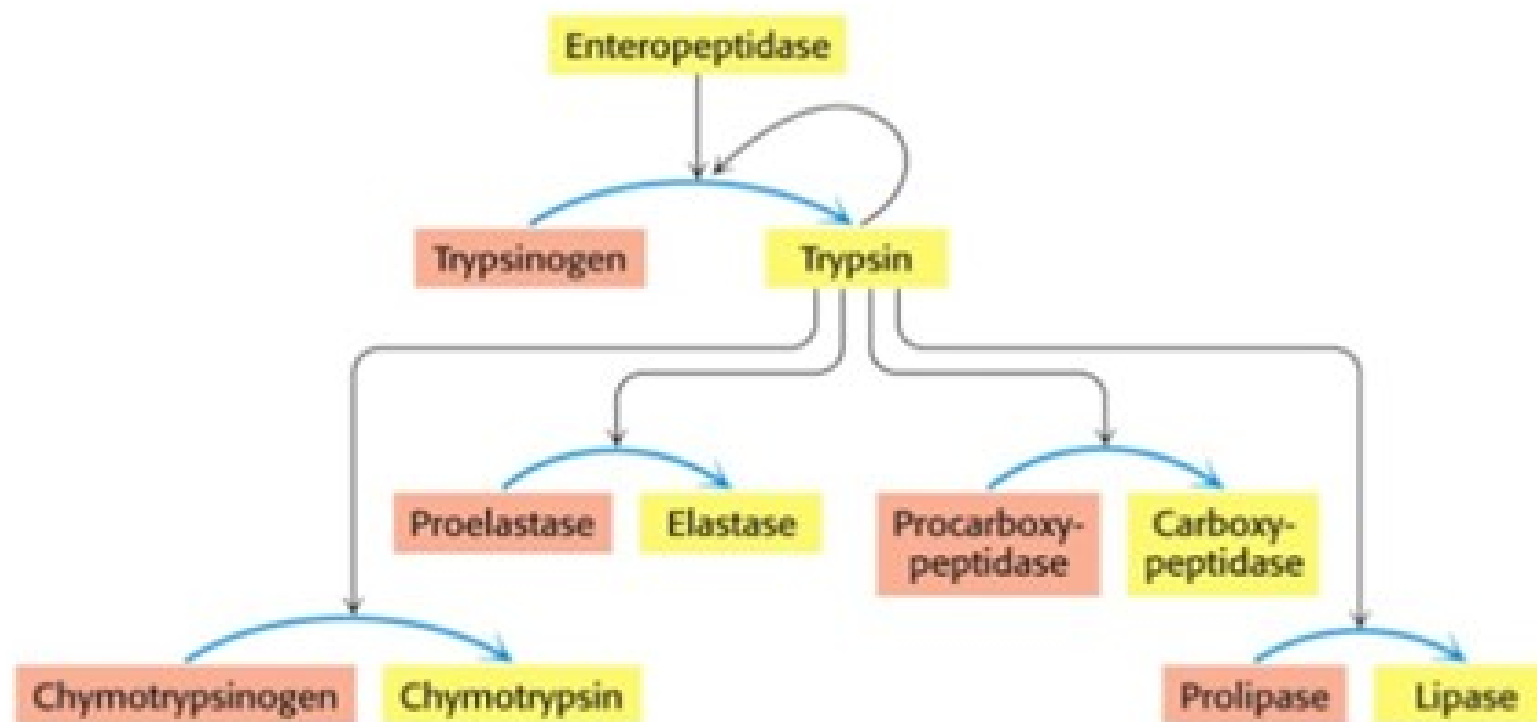 Enteropeptidase
Trypsinogen
Trypsin
Proelastase
Elastase
Procarboxy-
peptidase
Carboxy-
peptidase
Chymotrypsinogen
Chymotrypsin
Prolipase
Lipase